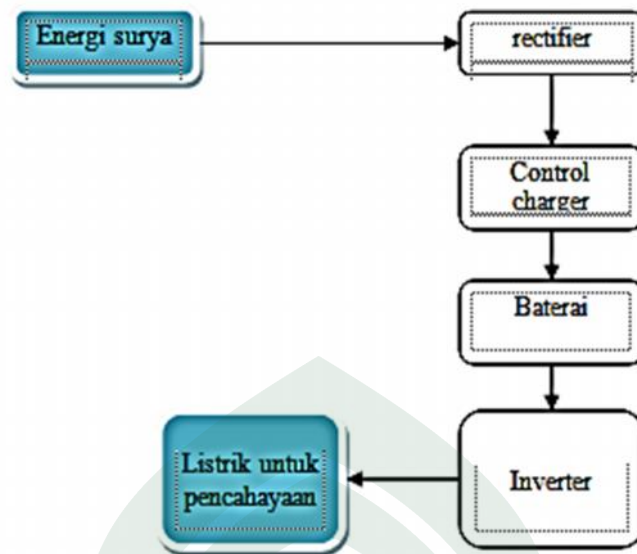 Energi surya
rectifier
Control
charger
Baterai
Inverter
Listrik untuk
pencahayaan